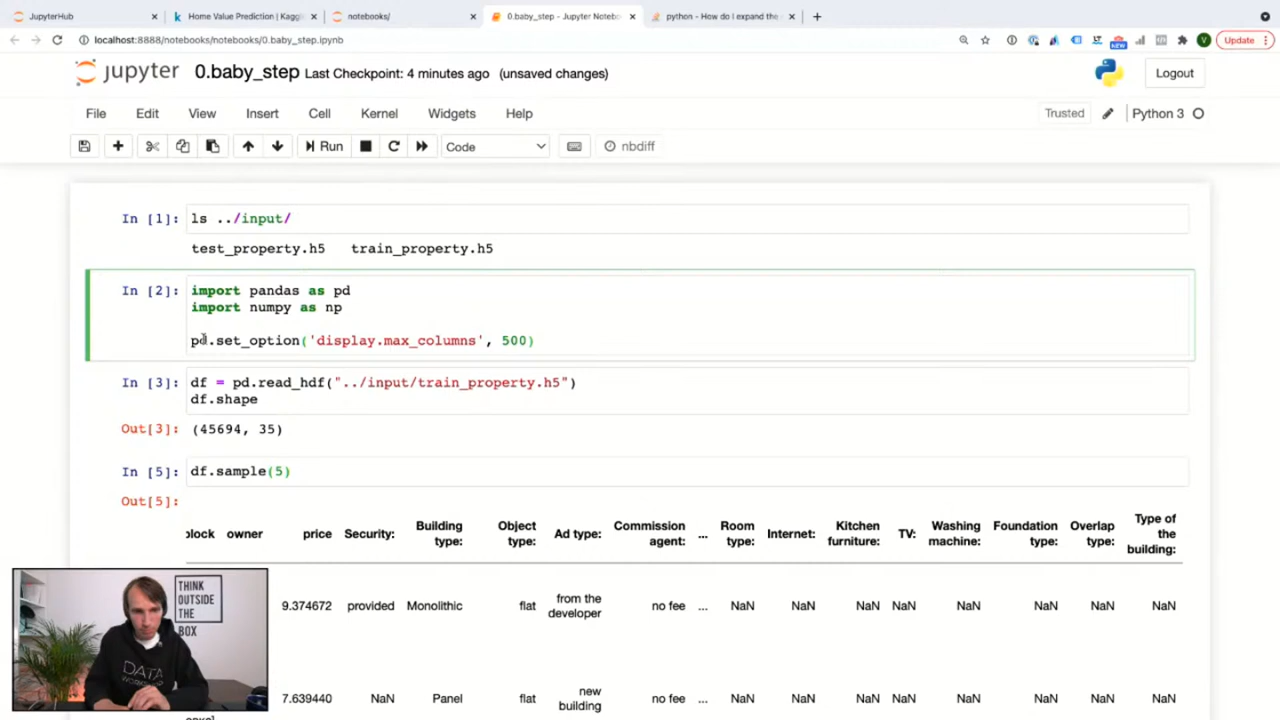 JupyterHub
Home Value Prediction | Kaggl
notebooks/
0.baby_step - Jupyter Notebo
python - How do I expand the
localhost:8888/notebooks/notebooks/0.baby_step.ipynb
NEW
V
Update
jupyter 0.baby_step Last Checkpoint: 4 minutes ago (unsaved changes)
Logout
File Edit View Insert Cell Kernel Widgets Help
Trusted
Python 3
Run
Code
nbdiff
In [1]: ls ../input/
test_property.h5 train_property.h5
In [2]: import pandas as pd
import numpy as np
pd.set_option('display.max_columns', 500)
In [3]: df = pd.read_hdf("../input/train_property.h5")
df.shape
Out[3]: (45694, 35)
In [5]: df.sample(5)
Out[5]:
block owner price Security: Building type: Object type: Ad type: Commission agent: ... Room type: Internet: Kitchen furniture: TV: Washing machine: Foundation type: Overlap type: Type of the building:
9.374672 provided Monolithic flat from the developer no fee ... NaN NaN NaN NaN NaN NaN NaN NaN
7.639440 NaN Panel flat new building no fee ... NaN NaN NaN NaN NaN NaN NaN NaN
THINK
OUTSIDE
THE
BOX
DATA